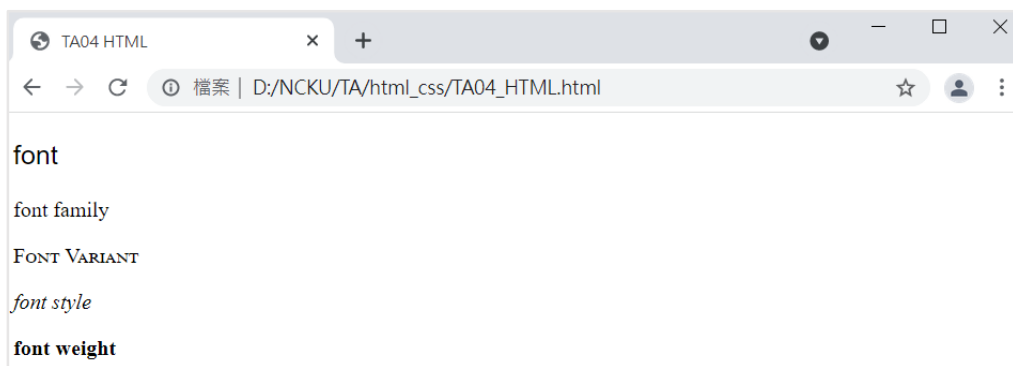 TA04 HTML
檔案 | D:/NCKU/TA/html_css/TA04_HTML.html
font
font family
Font Variant
font style
font weight